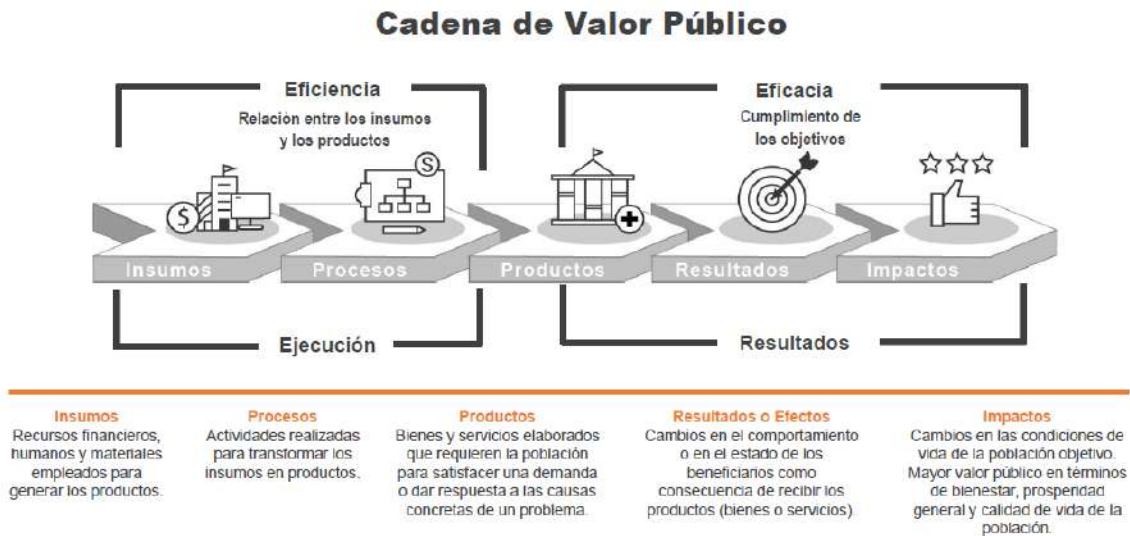 Cadena de Valor Público
Eficiencia
Relación entre los insumos
y los productos
Eficacia
Cumplimiento de
los objetivos
$
S
Insumos
Procesos
Productos
Resultados
Impactos
Ejecución
Resultados
Insumos
Recursos financieros,
humanos y materiales
empleados para
generar los productos.
Procesos
Actividades realizadas
para transformar los
insumos en productos.
Productos
Bienes y servicios elaborados
que requieren la población
para satisfacer una demanda
o dar respuesta a las causas
concretas de un problema.
Resultados o Efectos
Cambios en el comportamiento
o en el estado de los
beneficiarios como
consecuencia de recibir los
productos (bienes o servicios)
Impactos
Cambios en las condiciones de
vida de la población objetivo.
Mayor valor público en términos
de bienestar, prosperidad
general y calidad de vida de la
población.